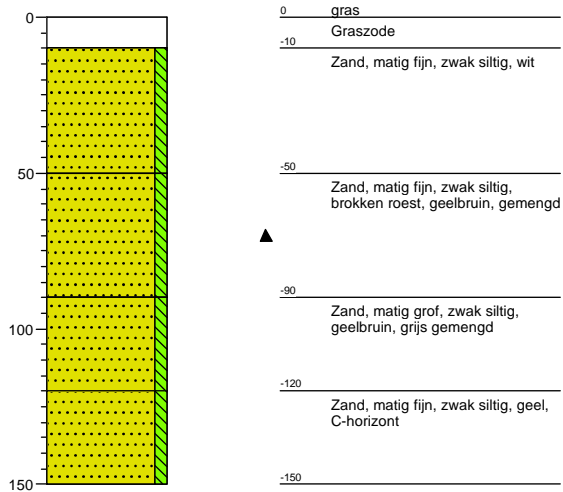 0
50
100
150
0
gras
Graszode
-10
Zand, matig fijn, zwak siltig, wit
-50
Zand, matig fijn, zwak siltig,
brokken roest, geelbruin, gemengd
-90
Zand, matig grof, zwak siltig,
geelbruin, grijs gemengd
-120
Zand, matig fijn, zwak siltig, geel,
C-horizont
-150